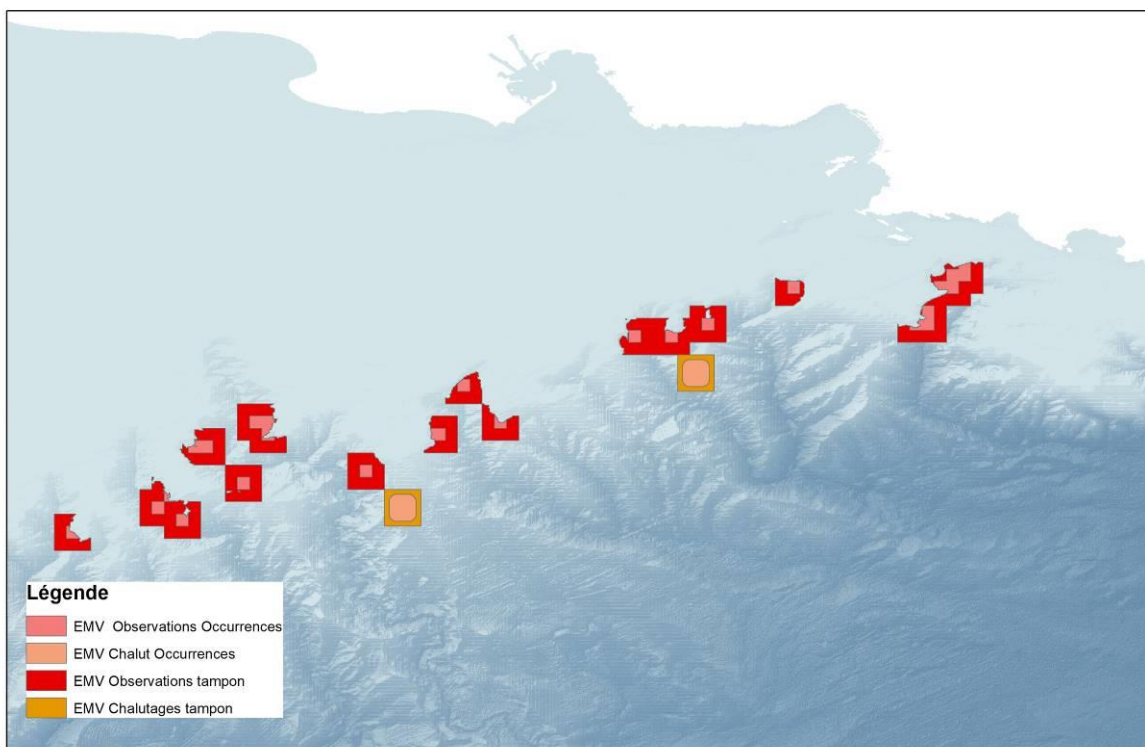 Légende
EMV Observations Occurrences
EMV Chalut Occurrences
EMV Observations tampon
EMV Chalutages tampon